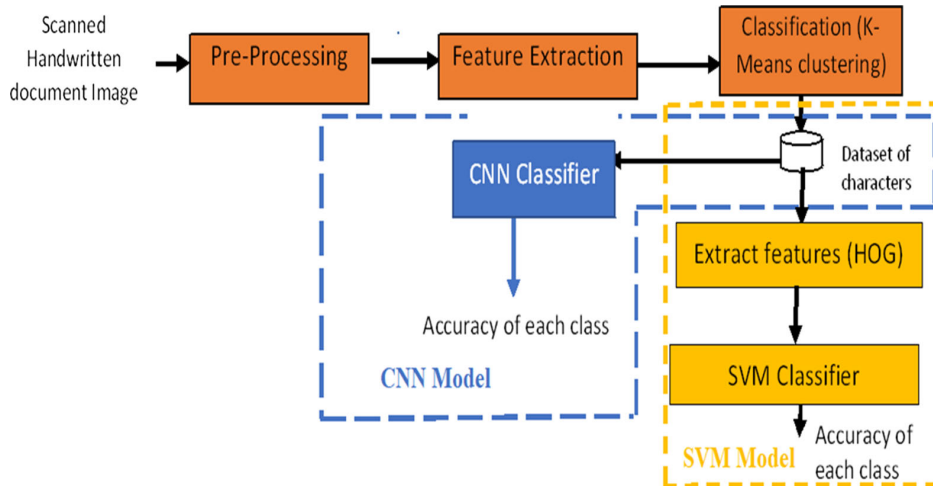 Scanned
Handwritten
document Image
Pre-Processing
Feature Extraction
Classification (K-
Means clustering)
Dataset of
characters
CNN Classifier
Extract features (HOG)
Accuracy of each class
CNN Model
SVM Classifier
Accuracy of
each class
SVM Model